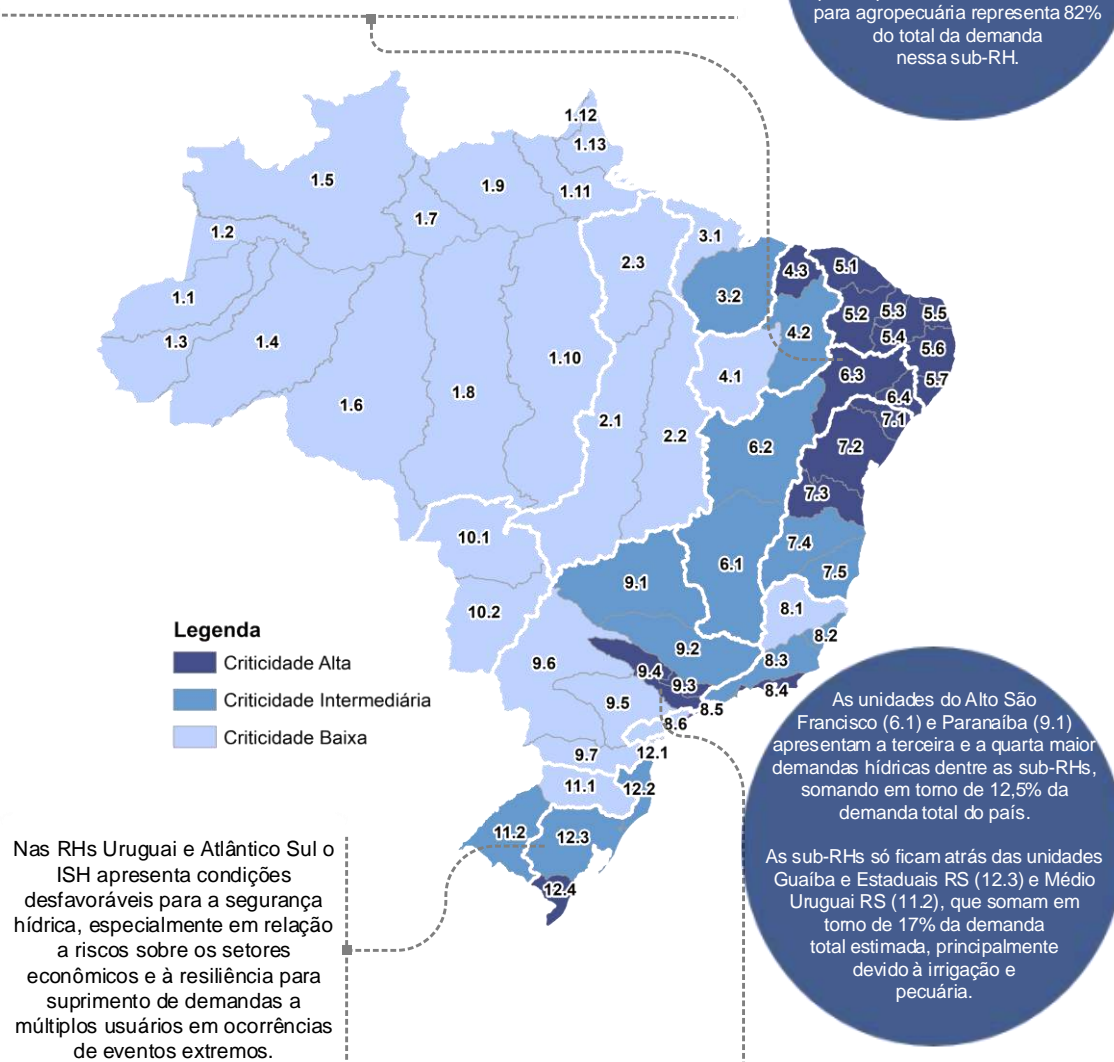 para agropecuária representa 82%
do total da demanda
nessa sub-RH.
1.12
1.13
1.5
1.9
1.11
1.7
1.2
3.1
2.3
4.3
5.1
1.1
3.2
5.2
5.3
5.5
4.2
5.4
1.3
1.4
5.6
1.10
4.1
6.3
5.7
1.6
1.8
6.4
2.1
7.1
2.2
6.2
7.2
7.3
10.1
7.4
6.1
9.1
7.5
10.2
8.1
8.2
9.2
8.3
9.6
9.4
9.3
8.4
9.5
8.5
8.6
9.7
12.1
11.1
12.2
11.2
12.3
12.4
Legenda
Criticidade Alta
Criticidade Intermediária
Criticidade Baixa
As unidades do Alto São
Francisco (6.1) e Paranaíba (9.1)
apresentam a terceira e a quarta maior
demandas hídricas dentre as sub-RHs,
somando em torno de 12,5% da
demanda total do país.
As sub-RHs só ficam atrás das unidades
Guaíba e Estaduais RS (12.3) e Médio
Uruguai RS (11.2), que somam em
torno de 17% da demanda
total estimada, principalmente
devido à irrigação e
pecuária.
Nas RHs Uruguai e Atlântico Sul o
ISH apresenta condições
desfavoráveis para a segurança
hídrica, especialmente em relação
a riscos sobre os setores
econômicos e à resiliência para
suprimento de demandas a
múltiplos usuários em ocorrências
de eventos extremos.